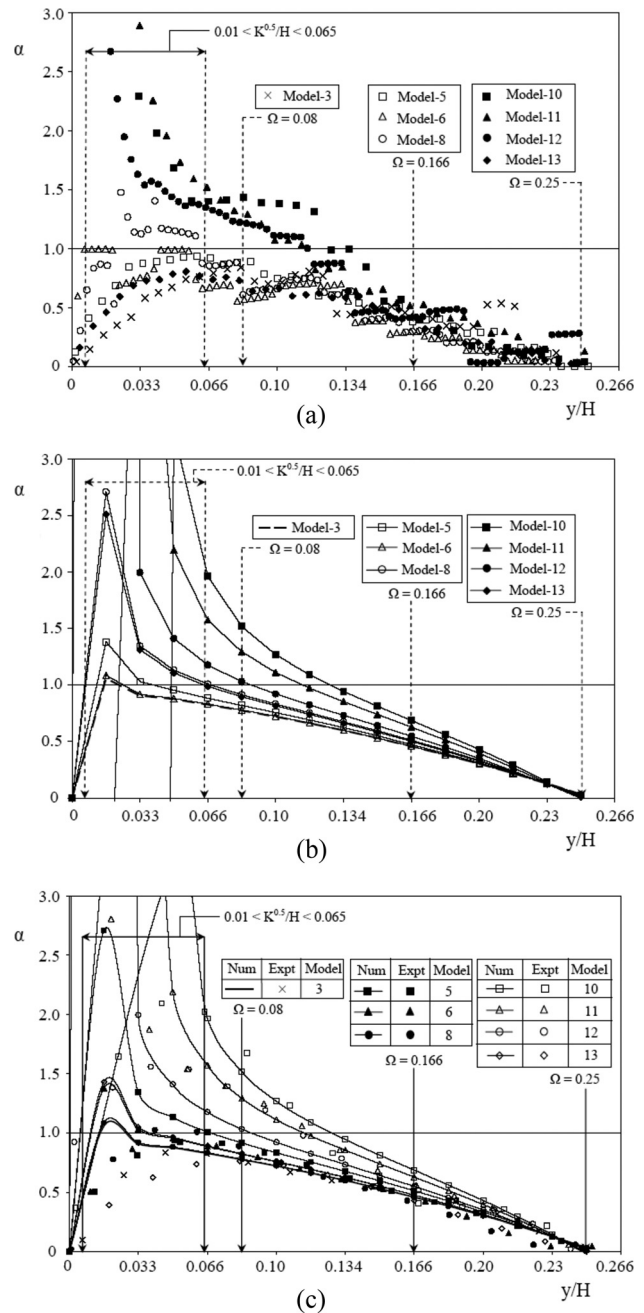 3.0
α
0.01 < K^0.5/H < 0.065
2.5
× Model-3
Ω = 0.08
□ Model-5
△ Model-6
○ Model-8
Ω = 0.166
■ Model-10
▲ Model-11
● Model-12
◆ Model-13
Ω = 0.25
2.0
1.5
1.0
0.5
0
0 0.033 0.066 0.10 0.134 0.166 0.20 0.23 0.266
y/H
(a)
3.0
α
0.01 < K^0.5/H < 0.065
2.5
Model-3
Ω = 0.08
Model-5
Model-6
Model-8
Ω = 0.166
Model-10
Model-11
Model-12
Model-13
Ω = 0.25
2.0
1.5
1.0
0.5
0
0 0.033 0.066 0.10 0.134 0.166 0.20 0.23 0.266
y/H
(b)
3.0
α
0.01 < K^0.5/H < 0.065
2.5
Num Expt Model
3
Ω = 0.08
Num Expt Model
5
6
8
Ω = 0.166
Num Expt Model
10
11
12
13
Ω = 0.25
2.0
1.5
1.0
0.5
0
0 0.033 0.066 0.10 0.134 0.166 0.20 0.23 0.266
y/H
(c)